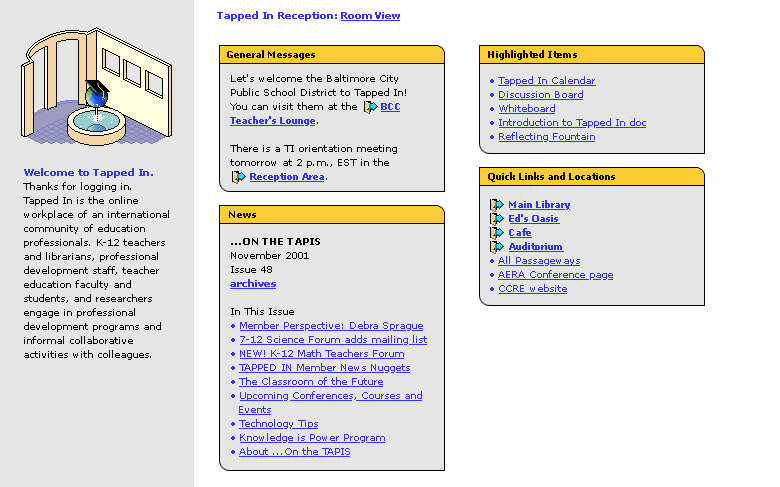 Tapped In Reception: Room View
Welcome to Tapped In.
Thanks for logging in.
Tapped In is the online
workplace of an international
community of education
professionals. K-12 teachers
and librarians, professional
development staff, teacher
education faculty and
students, and researchers
engage in professional
development programs and
informal collaborative
activities with colleagues.
General Messages
Let's welcome the Baltimore City
Public School District to Tapped In!
You can visit them at the BCC
Teacher's Lounge.
There is a TI orientation meeting
tomorrow at 2 p.m., EST in the
Reception Area.
News
...ON THE TAPIS
November 2001
Issue 48
archives
In This Issue
• Member Perspective: Debra Sprague
• 7-12 Science Forum adds mailing list
• NEW! K-12 Math Teachers Forum
• TAPPED IN Member News Nuggets
• The Classroom of the Future
• Upcoming Conferences, Courses and
Events
• Technology Tips
• Knowledge is Power Program
• About ...On the TAPIS
Highlighted Items
• Tapped In Calendar
• Discussion Board
• Whiteboard
• Introduction to Tapped In doc
• Reflecting Fountain
Quick Links and Locations
Main Library
Ed's Oasis
Cafe
Auditorium
• All Passageways
• AERA Conference page
• CCRE website